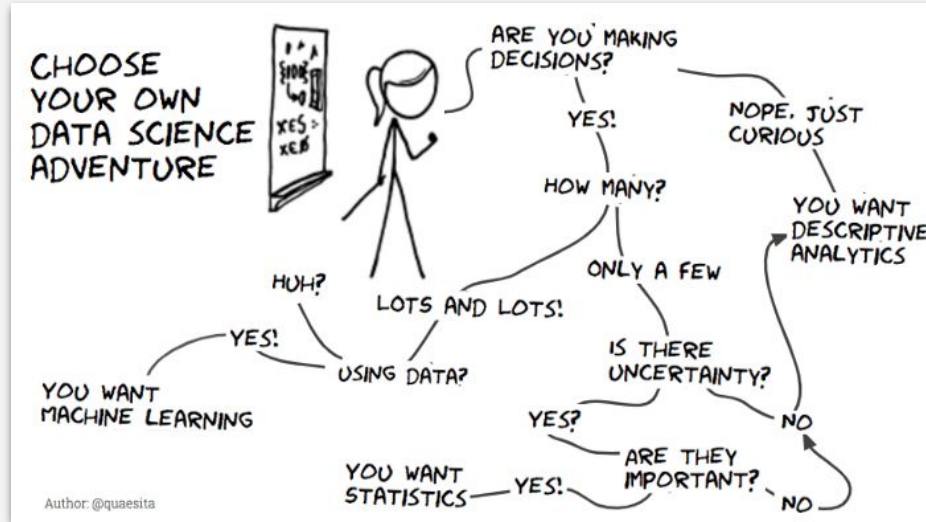 CHOOSE
YOUR OWN
DATA SCIENCE
ADVENTURE
ARE YOU MAKING
DECISIONS?
YES!
NOPE, JUST
CURIOUS
HOW MANY?
YOU WANT
DESCRIPTIVE
ANALYTICS
ONLY A FEW
HUH?
LOTS AND LOTS!
YES!
USING DATA?
IS THERE
UNCERTAINTY?
YOU WANT
MACHINE LEARNING
YES?
NO
ARE THEY
IMPORTANT?
YOU WANT
STATISTICS
YES!
NO
Author: @quaesita